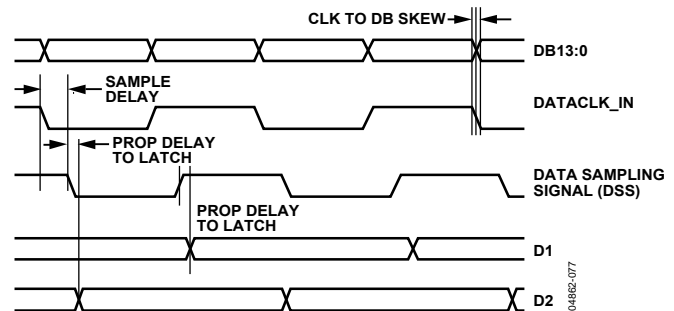 CLK TO DB SKEW
DB13:0
SAMPLE
DELAY
DATACLK_IN
PROP DELAY
TO LATCH
DATA SAMPLING
SIGNAL (DSS)
PROP DELAY
TO LATCH
D1
D2
04862-077